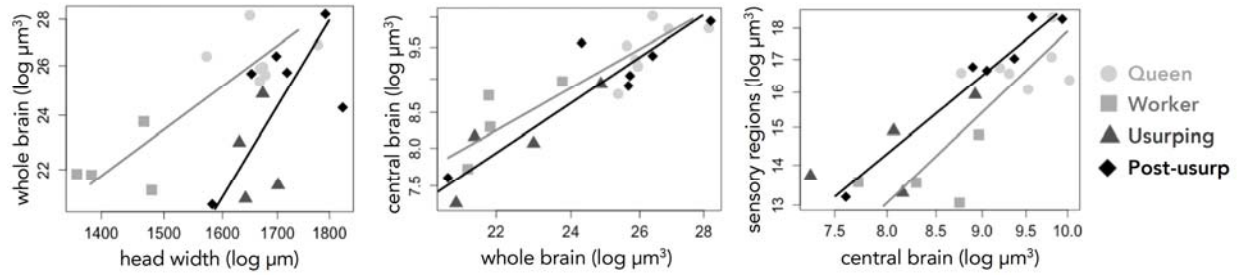 whole brain (log μm³)
28
26
24
22
1400 1500 1600 1700 1800
head width (log μm)
central brain (log μm³)
9.5
8.5
8.0
7.5
22 24 26 28
whole brain (log μm³)
sensory regions (log μm³)
18
17
16
15
14
13
7.5 8.0 8.5 9.0 9.5 10.0
central brain (log μm³)
Queen
Worker
Usurping
Post-usurp